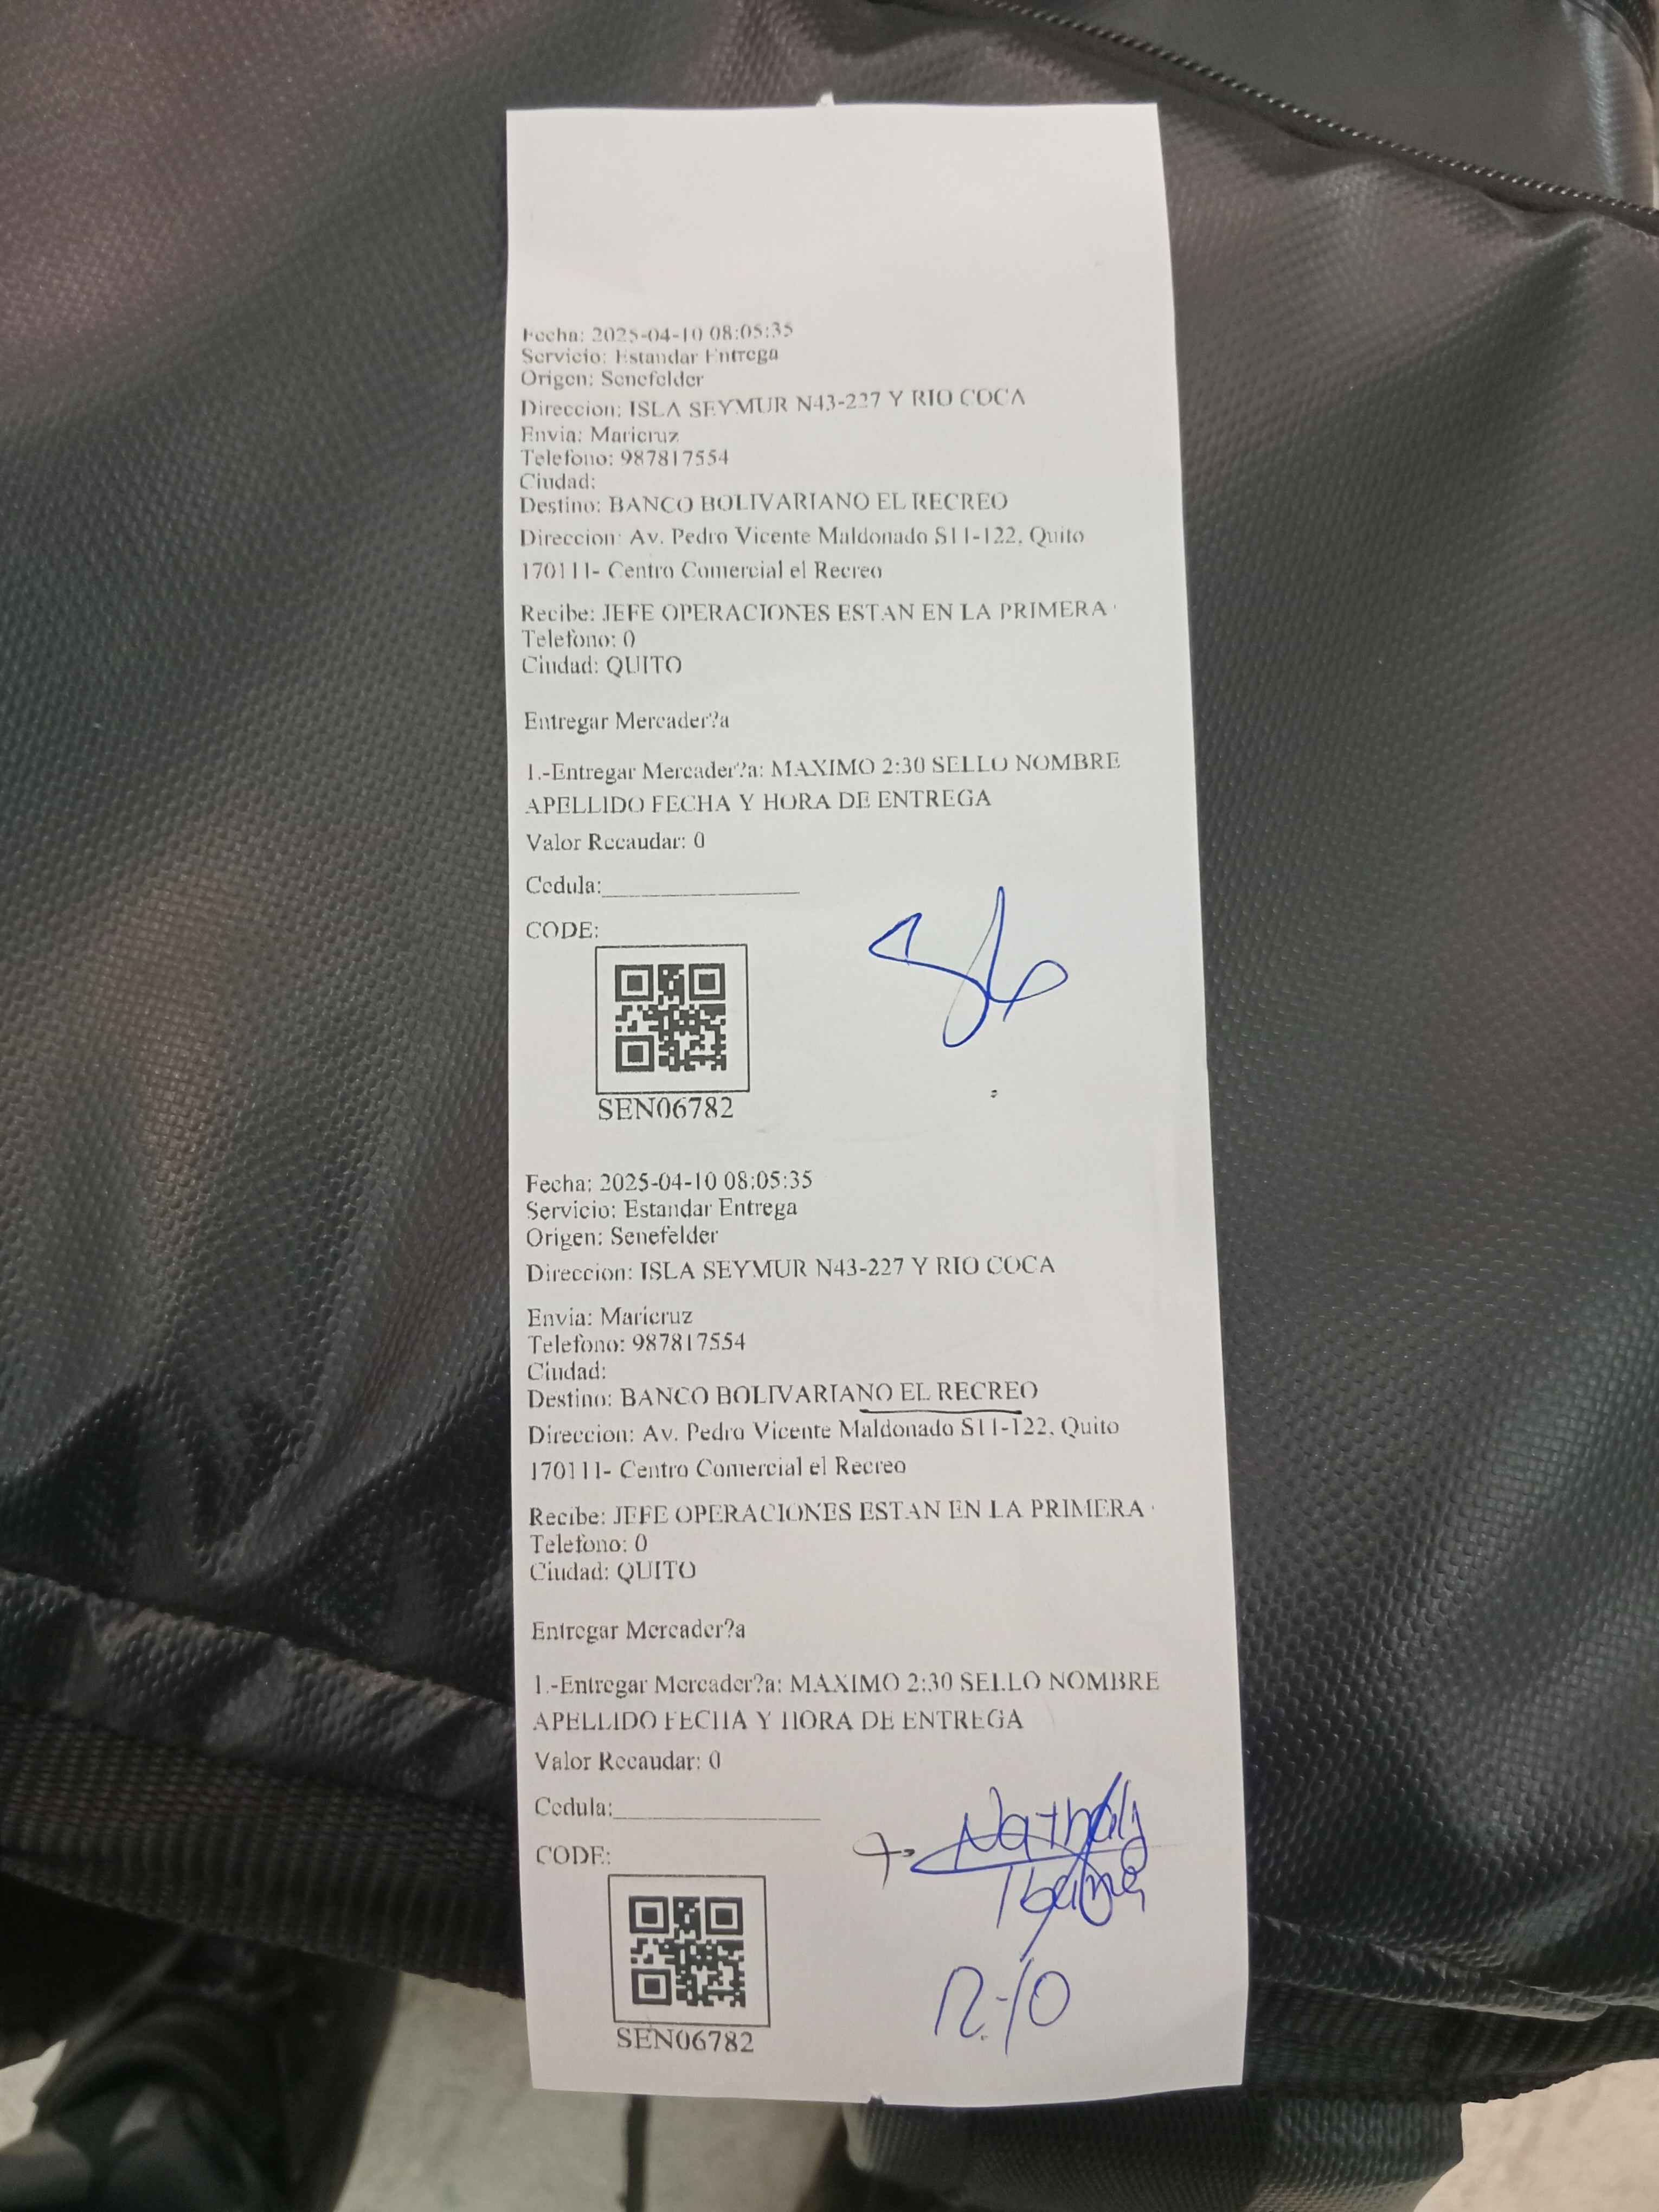 Fecha: 2025-04-10 08:05:35
Servicio: Estandar Entrega
Origen: Senefelder
Direccion: ISLA SEYMUR N43-227 Y RIO COCA
Envia: Maricruz
Telefono: 987817554
Ciudad:
Destino: BANCO BOLIVARIANO EL RECREO
Direccion: Av. Pedro Vicente Maldonado S11-122, Quito
170111- Centro Comercial el Recreo
Recibe: JEFE OPERACIONES ESTAN EN LA PRIMERA
Telefono: 0
Ciudad: QUITO
Entregar Mercader?a
1.-Entregar Mercader?a: MAXIMO 2:30 SELLO NOMBRE
APELLIDO FECHA Y HORA DE ENTREGA
Valor Recaudar: 0
Cedula:
CODE:
SEN06782
Fecha: 2025-04-10 08:05:35
Servicio: Estandar Entrega
Origen: Senefelder
Direccion: ISLA SEYMUR N43-227 Y RIO COCA
Envia: Maricruz
Telefono: 987817554
Ciudad:
Destino: BANCO BOLIVARIANO EL RECREO
Direccion: Av. Pedro Vicente Maldonado S11-122, Quito
170111- Centro Comercial el Recreo
Recibe: JEFE OPERACIONES ESTAN EN LA PRIMERA
Telefono: 0
Ciudad: QUITO
Entregar Mercader?a
1.-Entregar Mercader?a: MAXIMO 2:30 SELLO NOMBRE
APELLIDO FECHA Y HORA DE ENTREGA
Valor Recaudar: 0
Cedula:
Nathaly
CODE:
SEN06782